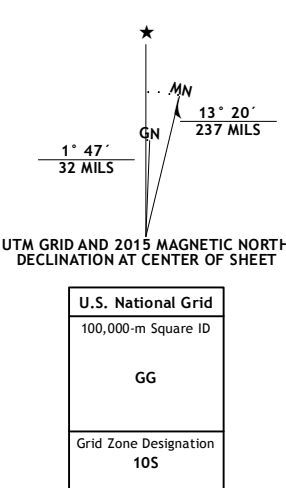 ★
MN
GN
13° 20´
237 MILS
1° 47´
32 MILS
UTM GRID AND 2015 MAGNETIC NORTH
DECLINATION AT CENTER OF SHEET
U.S. National Grid
100,000-m Square ID
GG
Grid Zone Designation
10S